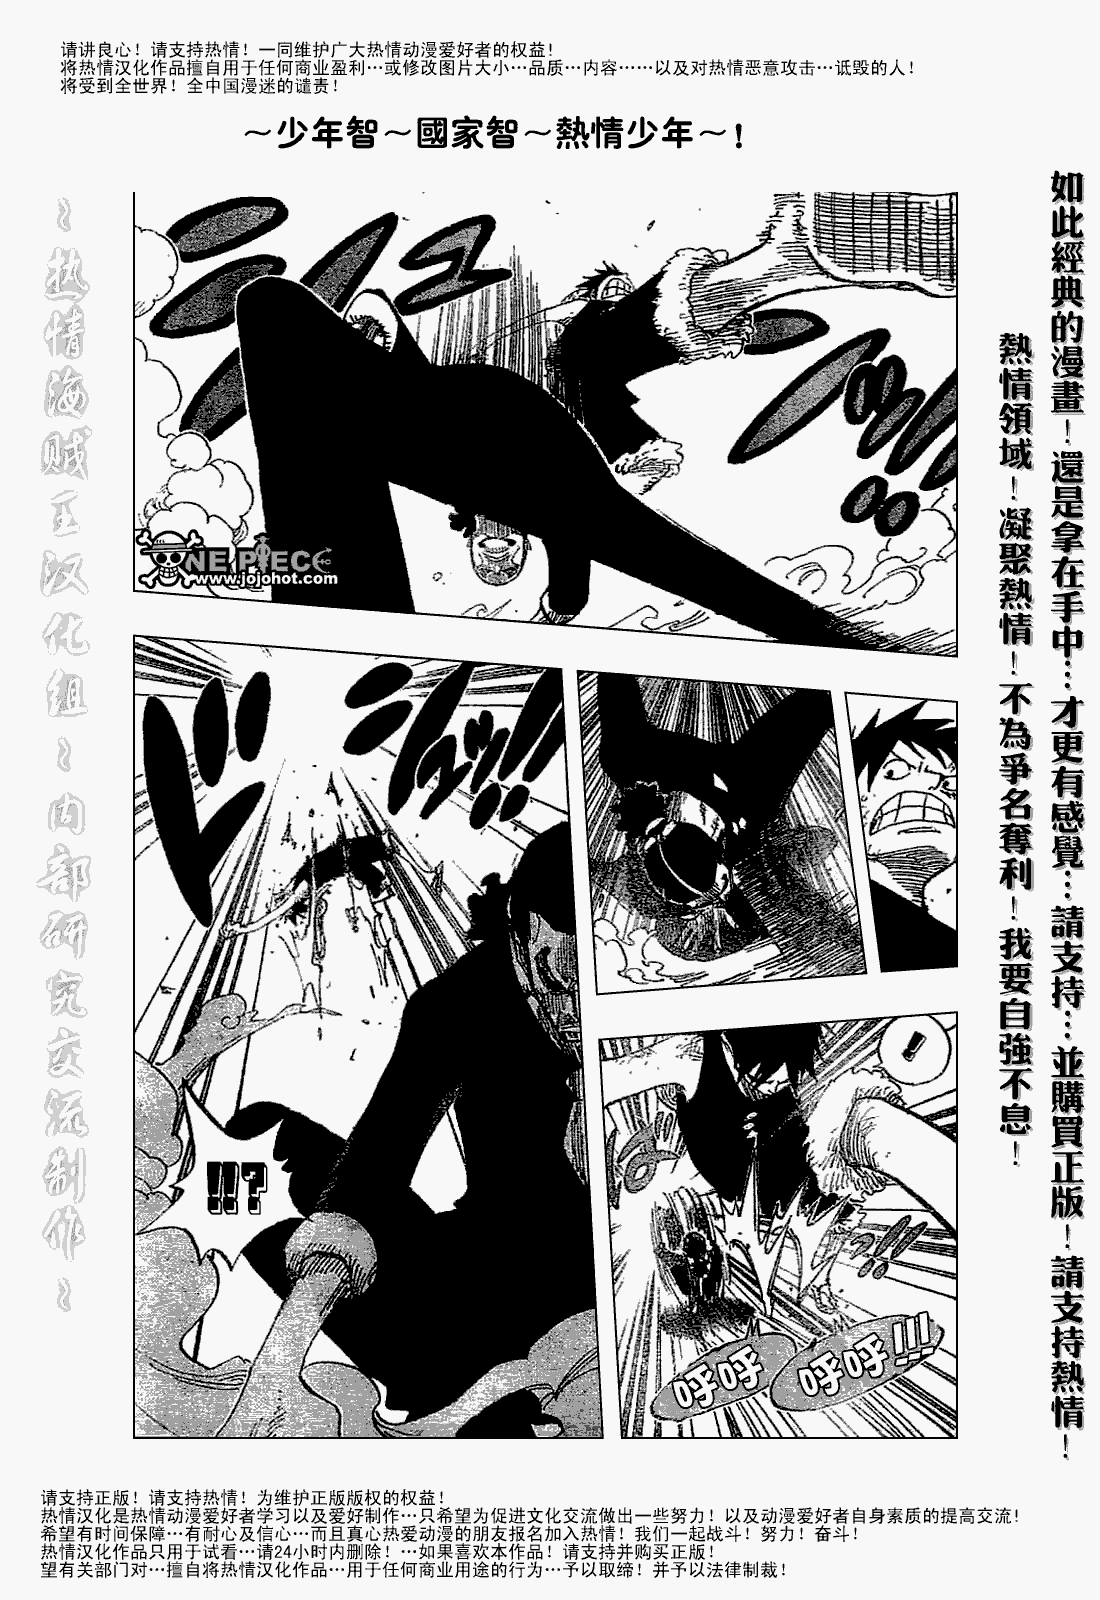 请讲良心！请支持热情！一同维护广大热情动漫爱好者的权益！
将热情汉化作品擅自用于任何商业盈利…或修改图片大小…品质…内容……以及对热情恶意攻击…诋毁的人！
将受到全世界！全中国漫迷的谴责！
～少年智～國家智～熱情少年～！
如此經典的漫畫！還是拿在手中…才更有感覺…請支持…並購買正版！請支持熱情！
熱情領域！凝聚熱情！不為爭名奪利！我要自強不息！
～热情海贼王汉化组～内部研究交流制作～
ONE PIECE
www.jojohot.com
!
!!?
呼呼
呼呼!!!
请支持正版！请支持热情！为维护正版版权的权益！
热情汉化是热情动漫爱好者学习以及爱好制作…只希望为促进文化交流做出一些努力！以及动漫爱好者自身素质的提高交流！
希望有时间保障…有耐心及信心…而且真心热爱动漫的朋友报名加入热情！我们一起战斗！努力！奋斗！
热情汉化作品只用于试看…请24小时内删除！…如果喜欢本作品！请支持并购买正版！
望有关部门对…擅自将热情汉化作品…用于任何商业用途的行为…予以取缔！并予以法律制裁！